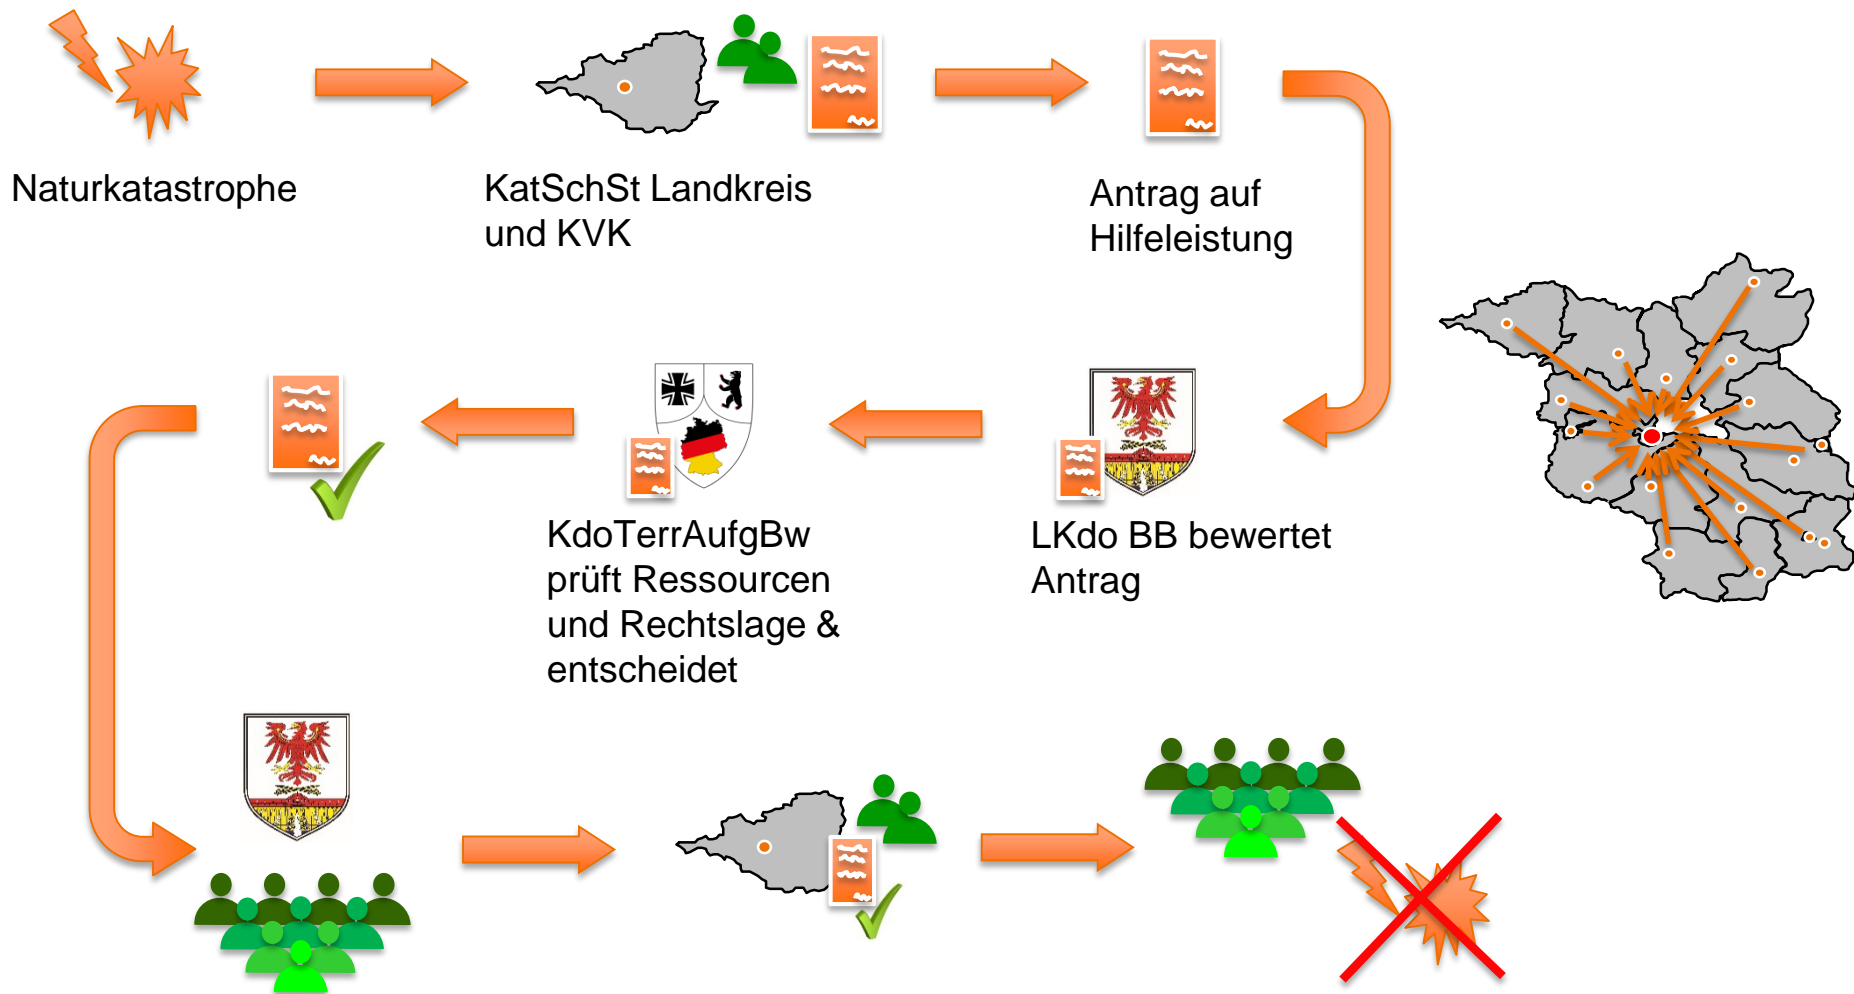 Naturkatastrophe
KatSchSt Landkreis
und KVK
Antrag auf
Hilfeleistung
KdoTerrAufgBw
prüft Ressourcen
und Rechtslage &
entscheidet
LKdo BB bewertet
Antrag